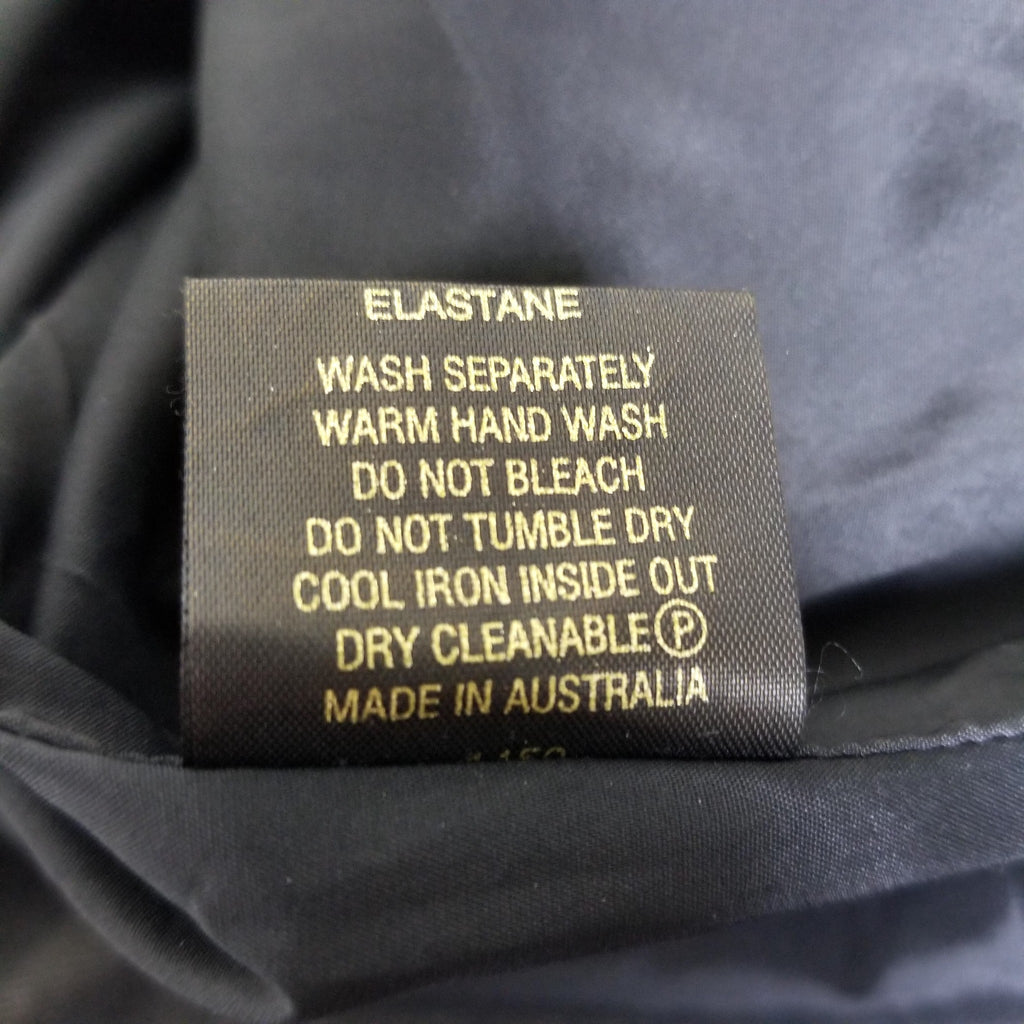 ELASTANE
WASH SEPARATELY
WARM HAND WASH
DO NOT BLEACH
DO NOT TUMBLE DRY
COOL IRON INSIDE OUT
DRY CLEANABLE Ⓟ
MADE IN AUSTRALIA